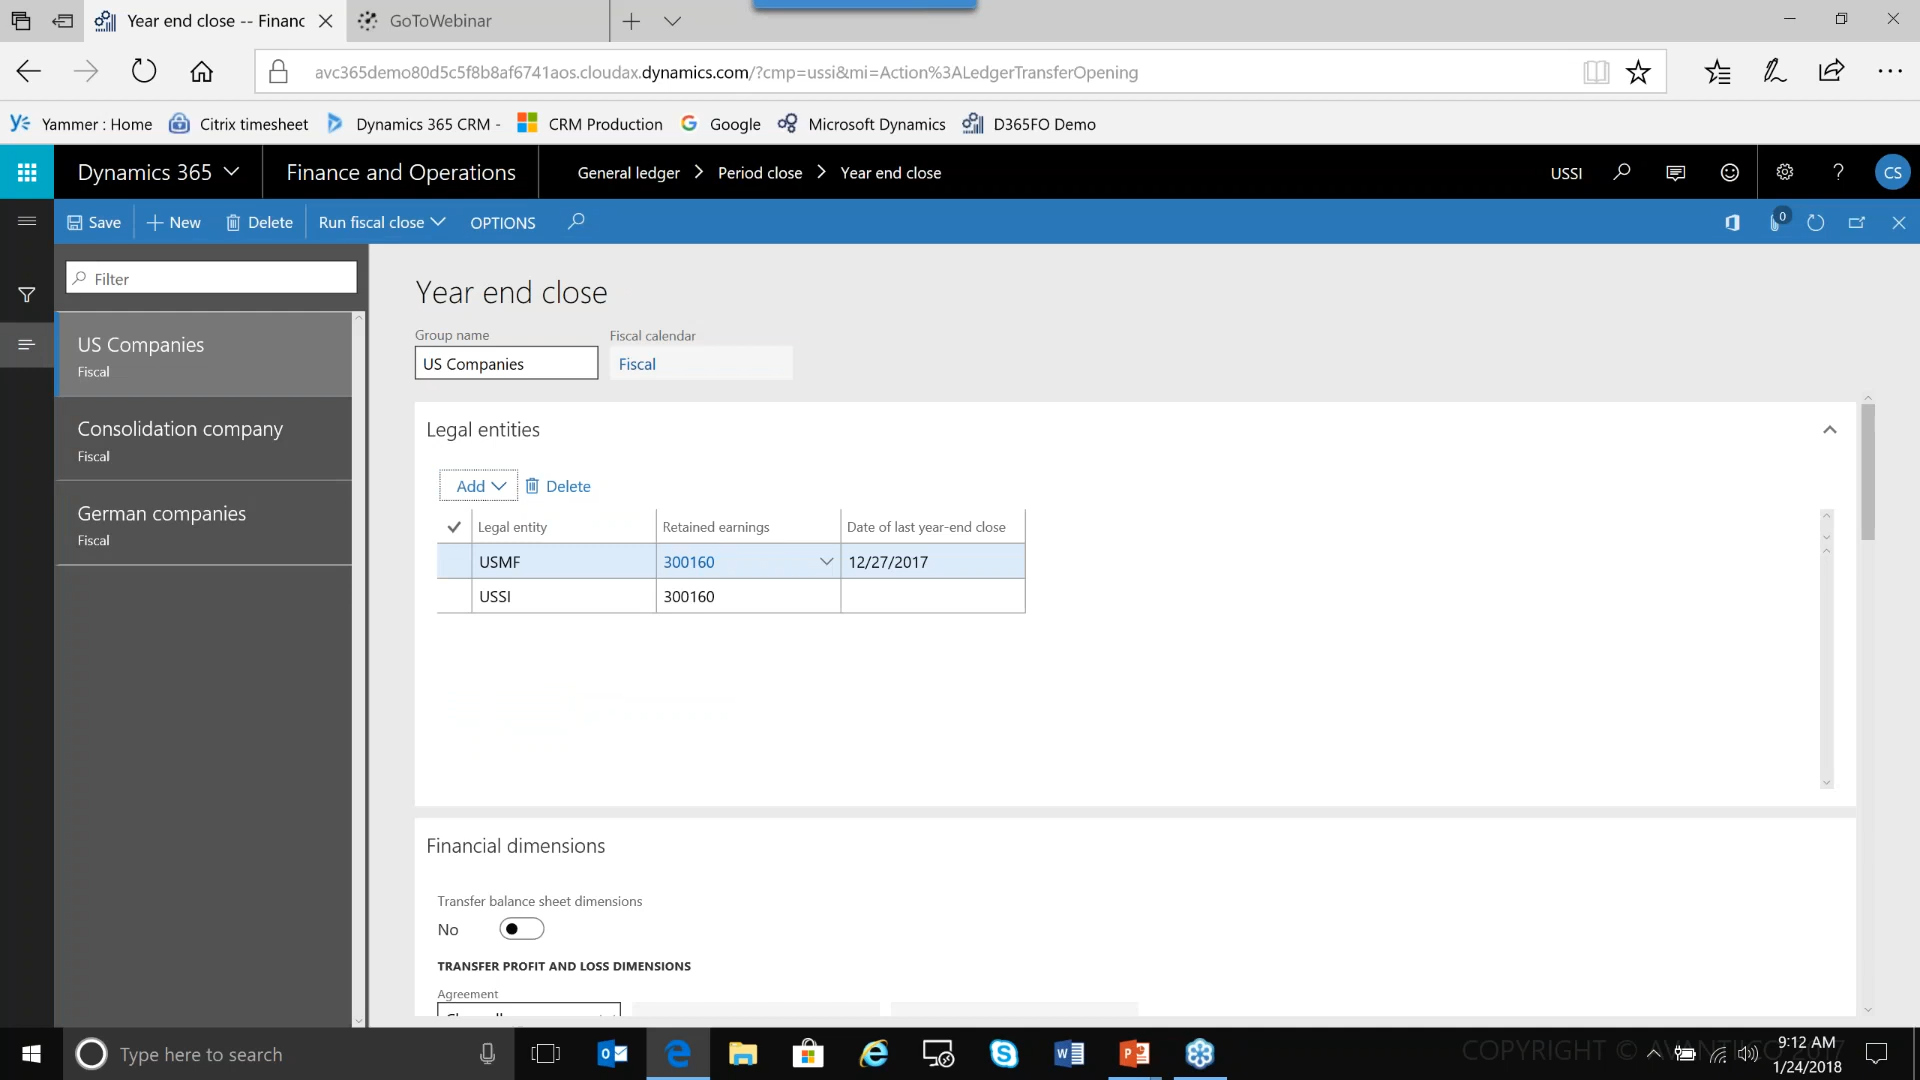 Year end close -- Financ
GoToWebinar
avc365demo80d5c5f8b8af6741aos.cloudax.dynamics.com/?cmp=ussi&mi=Action%3ALedgerTransferOpening
Yammer : Home
Citrix timesheet
Dynamics 365 CRM -
CRM Production
Google
Microsoft Dynamics
D365FO Demo
Dynamics 365
Finance and Operations
General ledger
Period close
Year end close
USSI
?
CS
Save
New
Delete
Run fiscal close
OPTIONS
0
Filter
US Companies
Fiscal
Consolidation company
Fiscal
German companies
Fiscal
Year end close
Group name
Fiscal calendar
US Companies
Fiscal
Legal entities
Add
Delete
Legal entity
Retained earnings
Date of last year-end close
USMF
300160
12/27/2017
USSI
300160
Financial dimensions
Transfer balance sheet dimensions
No
TRANSFER PROFIT AND LOSS DIMENSIONS
Agreement
Type here to search
COPYRIGHT © AVANTIICO 2017
9:12 AM
1/24/2018